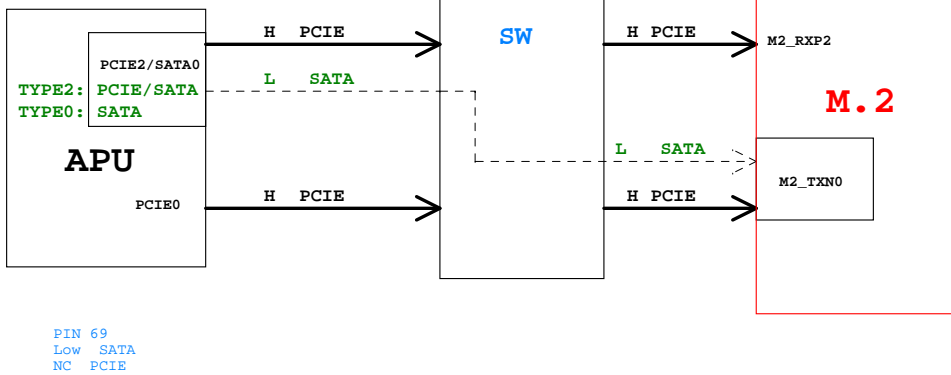 H PCIE
SW
H PCIE
M2_RXP2
PCIE2/SATA0
L SATA
TYPE2: PCIE/SATA
TYPE0: SATA
M.2
APU
L SATA
M2_TXN0
PCIE0
H PCIE
H PCIE
PIN 69
Low SATA
NC PCIE